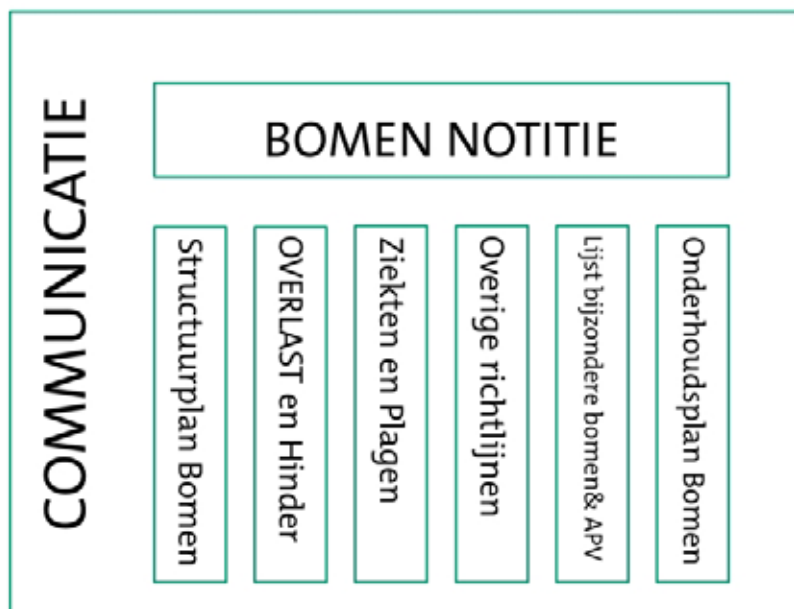 COMMUNICATIE
BOMEN NOTITIE
Structuurplan Bomen
OVERLAST en Hinder
Ziekten en Plagen
Overige richtlijnen
Lijst bijzondere bomen& APV
Onderhoudsplan Bomen